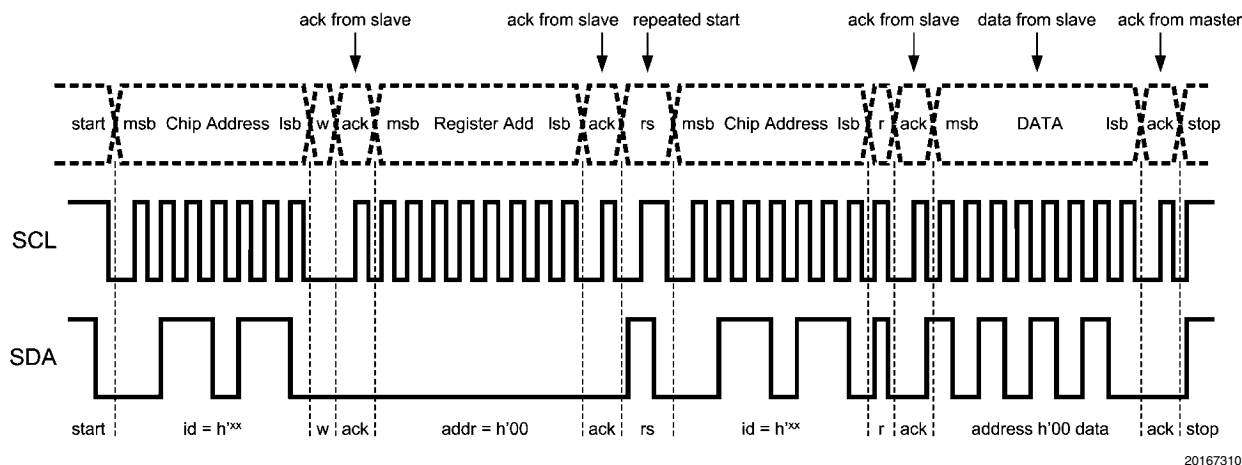 ack from slave ack from slave repeated start ack from slave data from slave ack from master
start msb Chip Address lsb w ack msb Register Add lsb ack rs msb Chip Address lsb r ack msb DATA lsb ack stop
SCL
SDA
start id = h'xx w ack addr = h'00 ack rs id = h'xx r ack address h'00 data ack stop
20167310